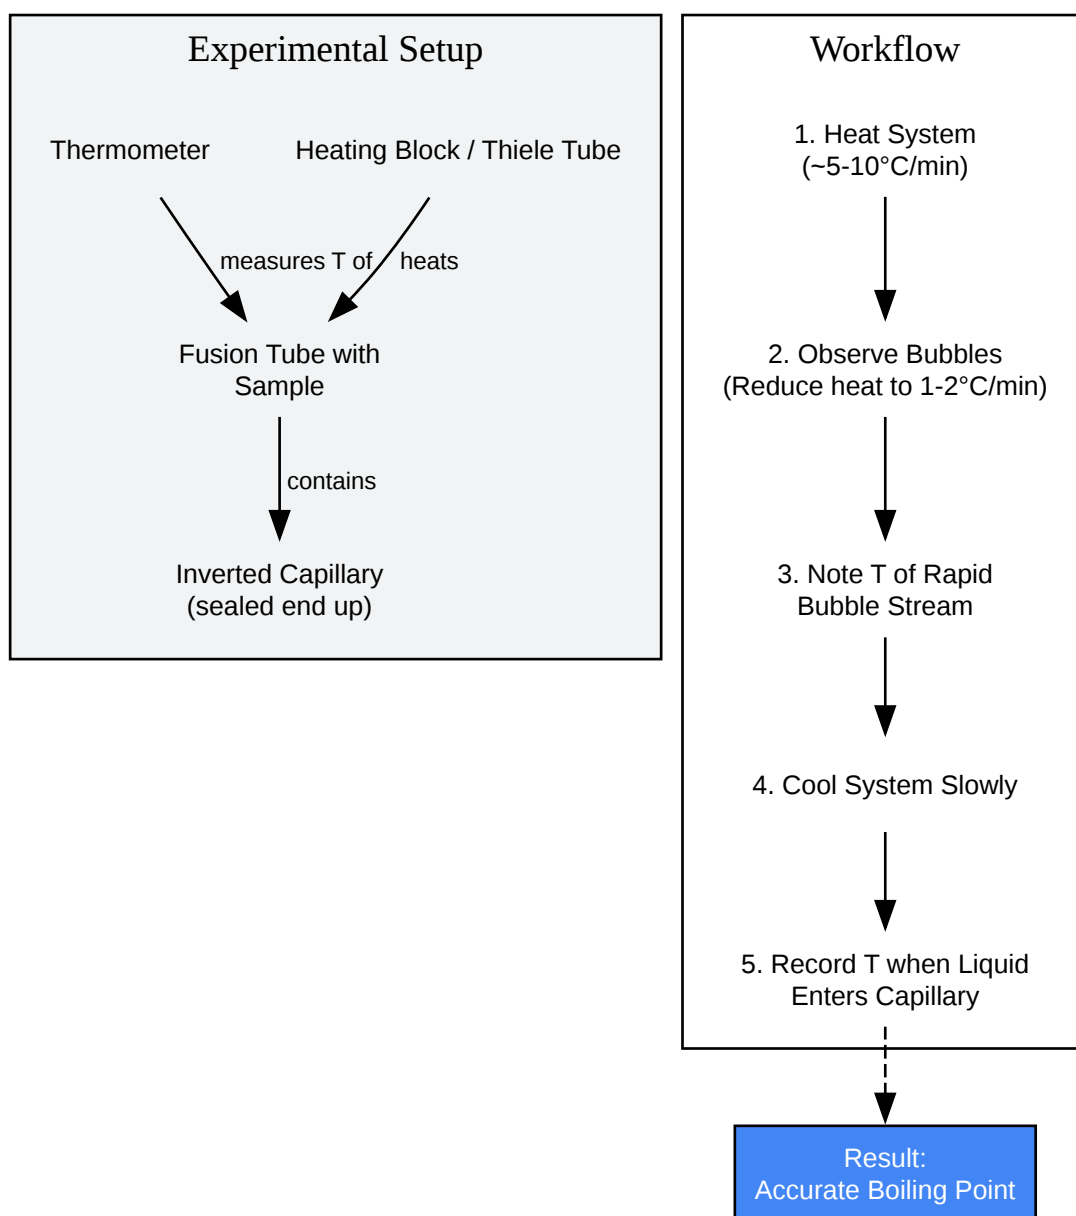 Experimental Setup
Thermometer
Heating Block / Thiele Tube
measures T of
heats
Fusion Tube with
Sample
contains
Inverted Capillary
(sealed end up)
Workflow
1. Heat System
(~5-10°C/min)
2. Observe Bubbles
(Reduce heat to 1-2°C/min)
3. Note T of Rapid
Bubble Stream
4. Cool System Slowly
5. Record T when Liquid
Enters Capillary
Result:
Accurate Boiling Point